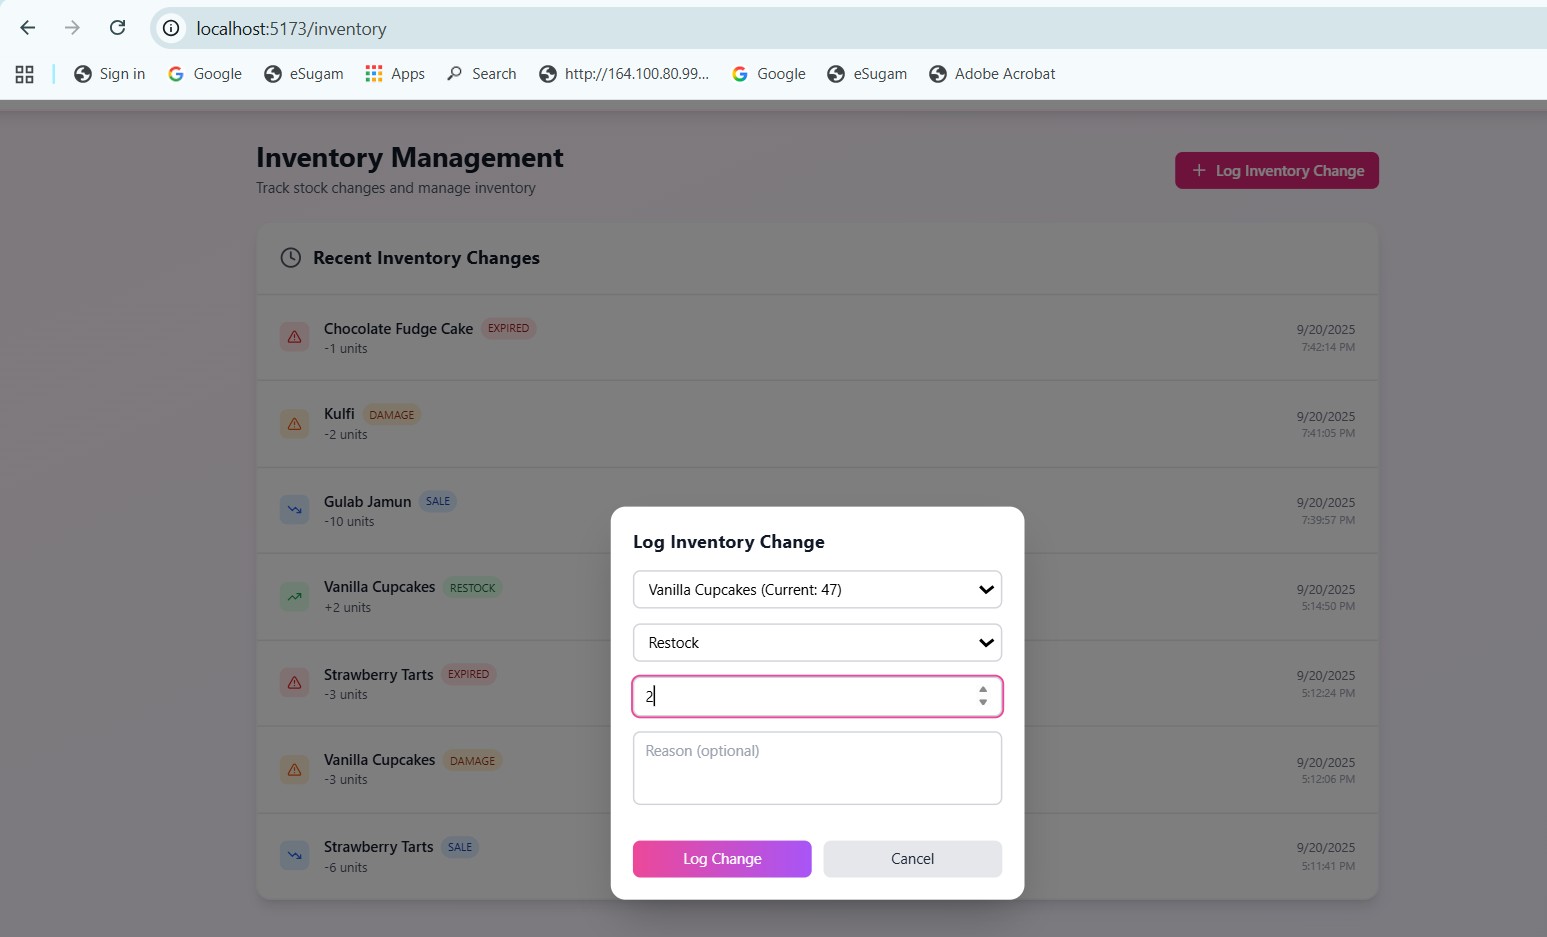 localhost:5173/inventory
Sign in Google eSugam Apps Search http://164.100.80.99... Google eSugam Adobe Acrobat
Inventory Management
Track stock changes and manage inventory
+ Log Inventory Change
Recent Inventory Changes
Chocolate Fudge Cake EXPIRED
-1 units
9/20/2025
7:42:14 PM
Kulfi DAMAGE
-2 units
9/20/2025
7:41:05 PM
Gulab Jamun SALE
-10 units
9/20/2025
7:39:57 PM
Vanilla Cupcakes RESTOCK
+2 units
9/20/2025
5:14:50 PM
Strawberry Tarts EXPIRED
-3 units
9/20/2025
5:12:24 PM
Vanilla Cupcakes DAMAGE
-3 units
9/20/2025
5:12:06 PM
Strawberry Tarts SALE
-6 units
9/20/2025
5:11:41 PM
Log Inventory Change
Vanilla Cupcakes (Current: 47)
Restock
2
Reason (optional)
Log Change Cancel